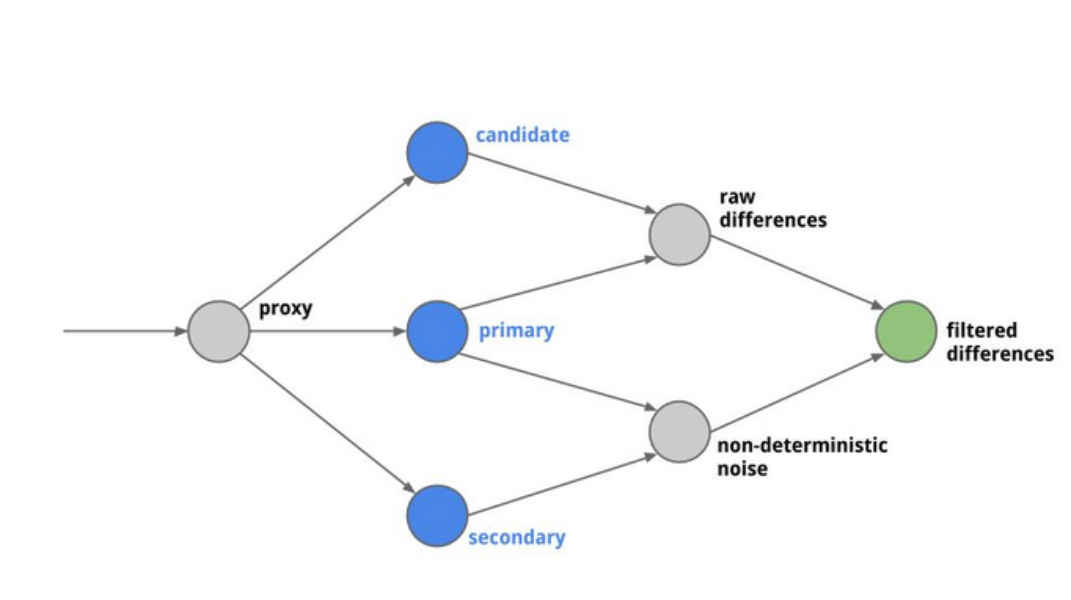 candidate
raw
differences
proxy
primary
filtered
differences
non-deterministic
noise
secondary